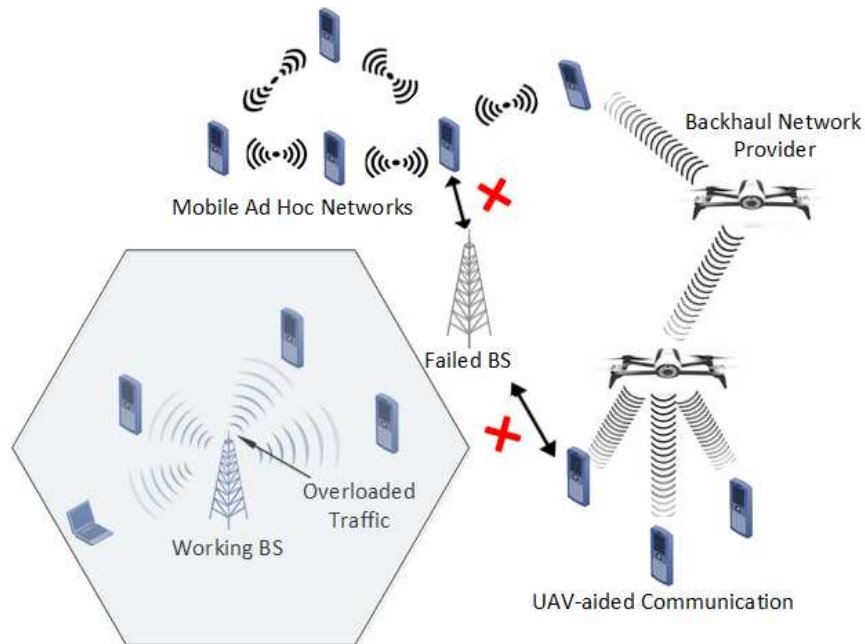 Backhaul Network
Provider
Mobile Ad Hoc Networks
Failed BS
Overloaded
Traffic
Working BS
UAV-aided Communication